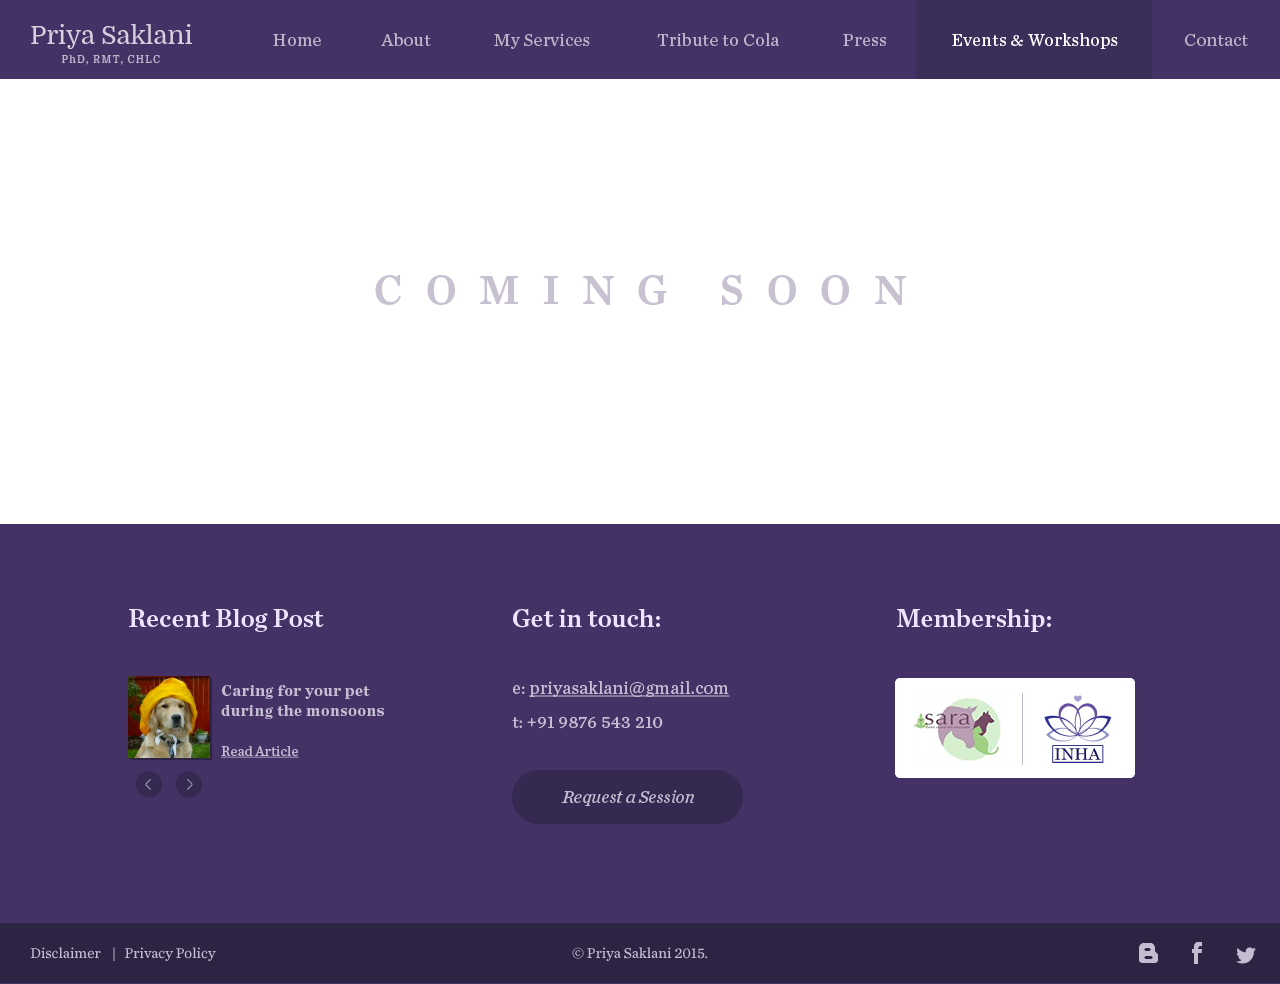 Priya Saklani
PhD, RMT, CHLC
Home
About
My Services
Tribute to Cola
Press
Events & Workshops
Contact
COMING SOON
Recent Blog Post
Caring for your pet
during the monsoons
Read Article
Get in touch:
e: priyasaklani@gmail.com
t: +91 9876 543 210
Request a Session
Membership:
sara
INHA
Disclaimer | Privacy Policy
© Priya Saklani 2015.